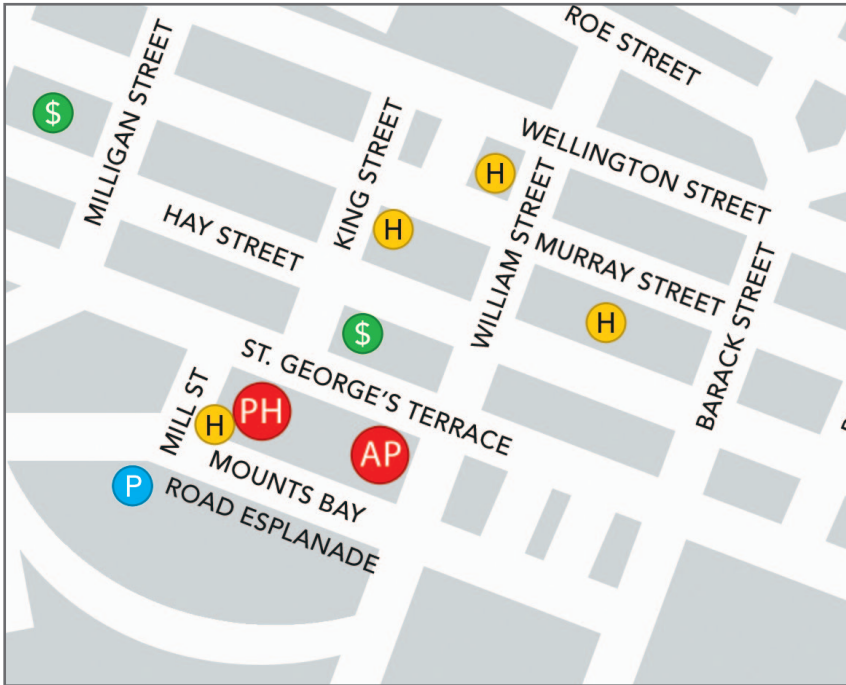 ROE STREET
MILLIGAN STREET
$
KING STREET
WELLINGTON STREET
H
WILLIAM STREET
HAY STREET
H
MURRAY STREET
BARACK STREET
H
$
ST. GEORGE'S TERRACE
MILL ST
PH
H
AP
MOUNTS BAY
P
ROAD ESPLANADE